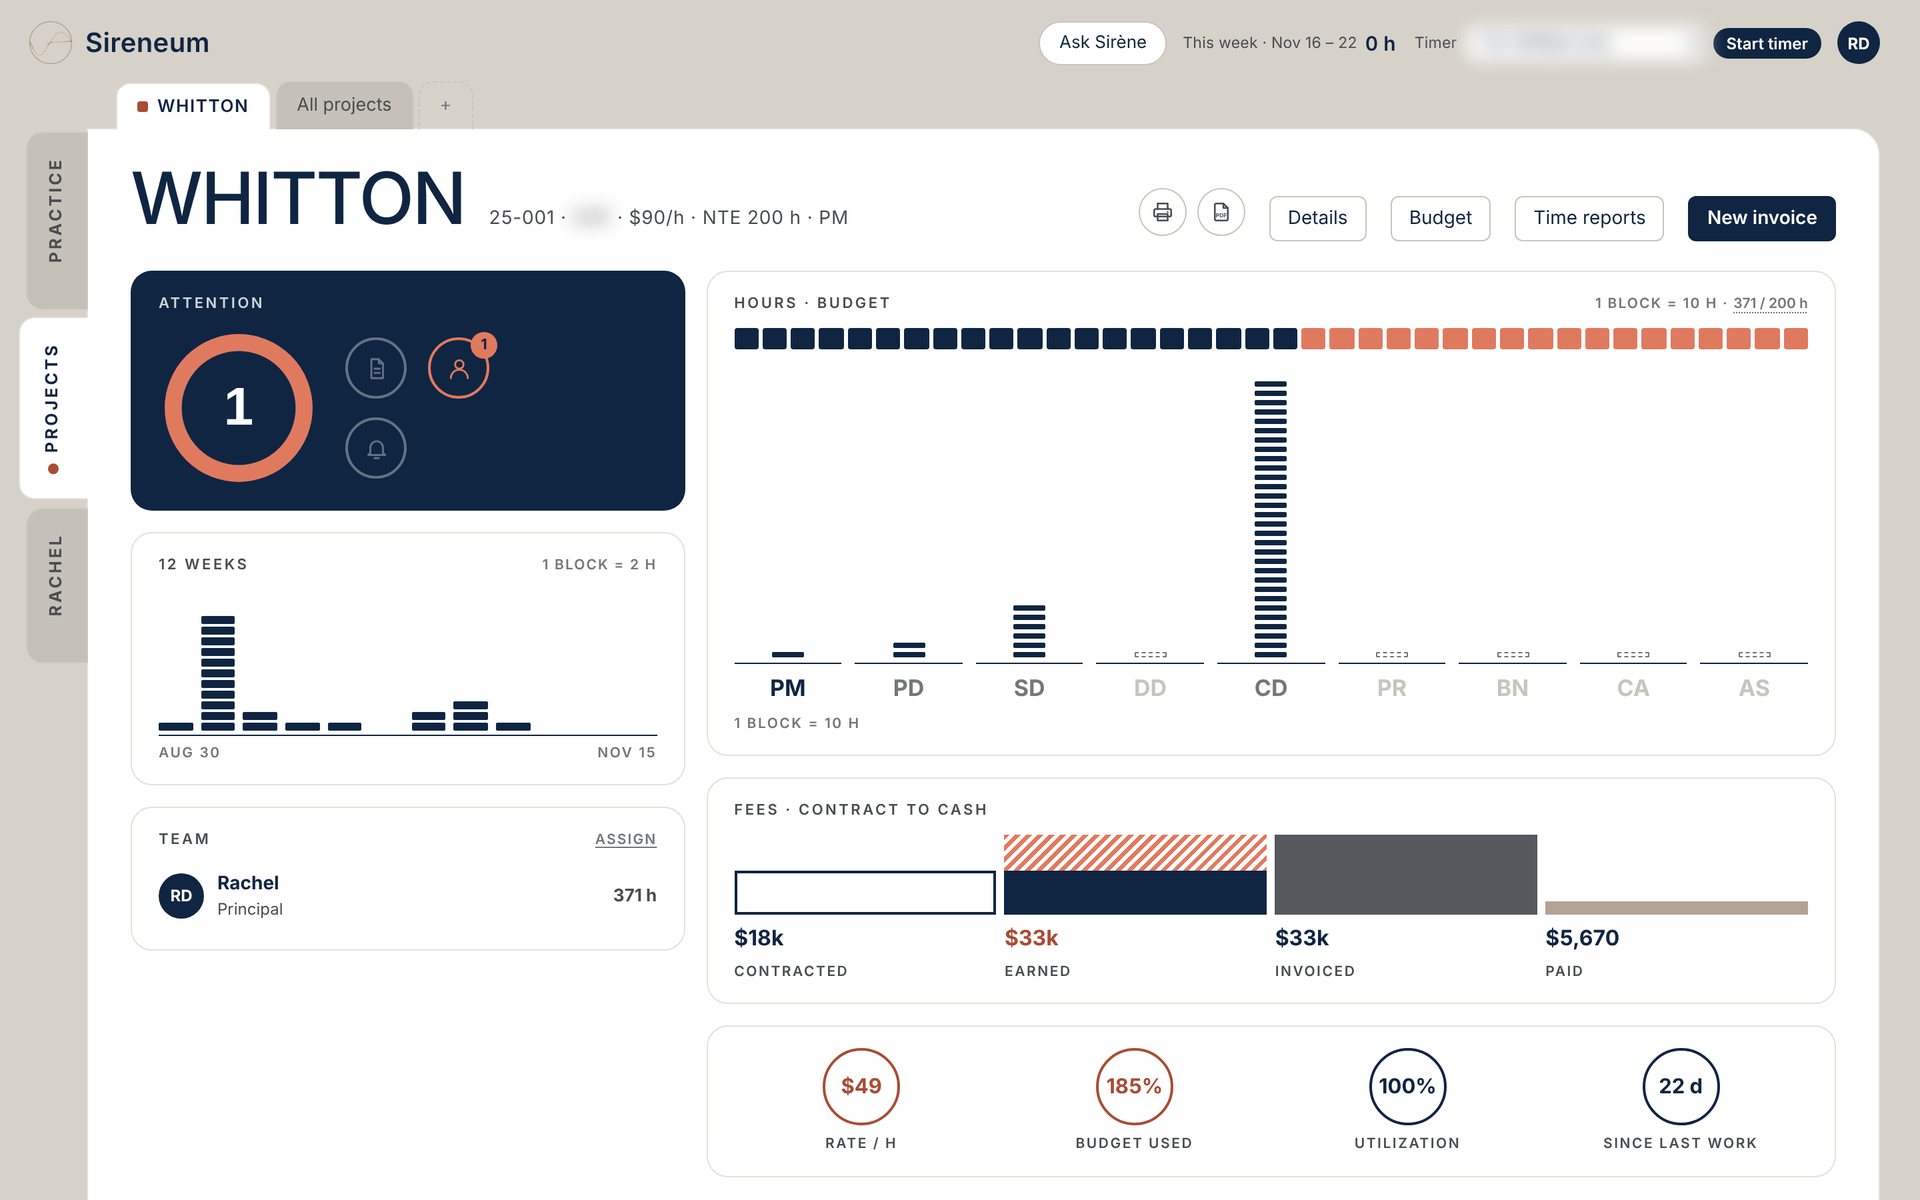 Sireneum
Ask Sirène
This week · Nov 16 – 22 0 h
Timer
Start timer
RD
WHITTON
All projects
+
PRACTICE
PROJECTS
RACHEL
WHITTON
25-001 · · $90/h · NTE 200 h · PM
PDF
Details
Budget
Time reports
New invoice
ATTENTION
1
1
12 WEEKS
1 BLOCK = 2 H
AUG 30
NOV 15
TEAM
ASSIGN
RD
Rachel
Principal
371 h
HOURS · BUDGET
1 BLOCK = 10 H · 371 / 200 h
PM PD SD DD CD PR BN CA AS
1 BLOCK = 10 H
FEES · CONTRACT TO CASH
$18k
CONTRACTED
$33k
EARNED
$33k
INVOICED
$5,670
PAID
$49
RATE / H
185%
BUDGET USED
100%
UTILIZATION
22 d
SINCE LAST WORK